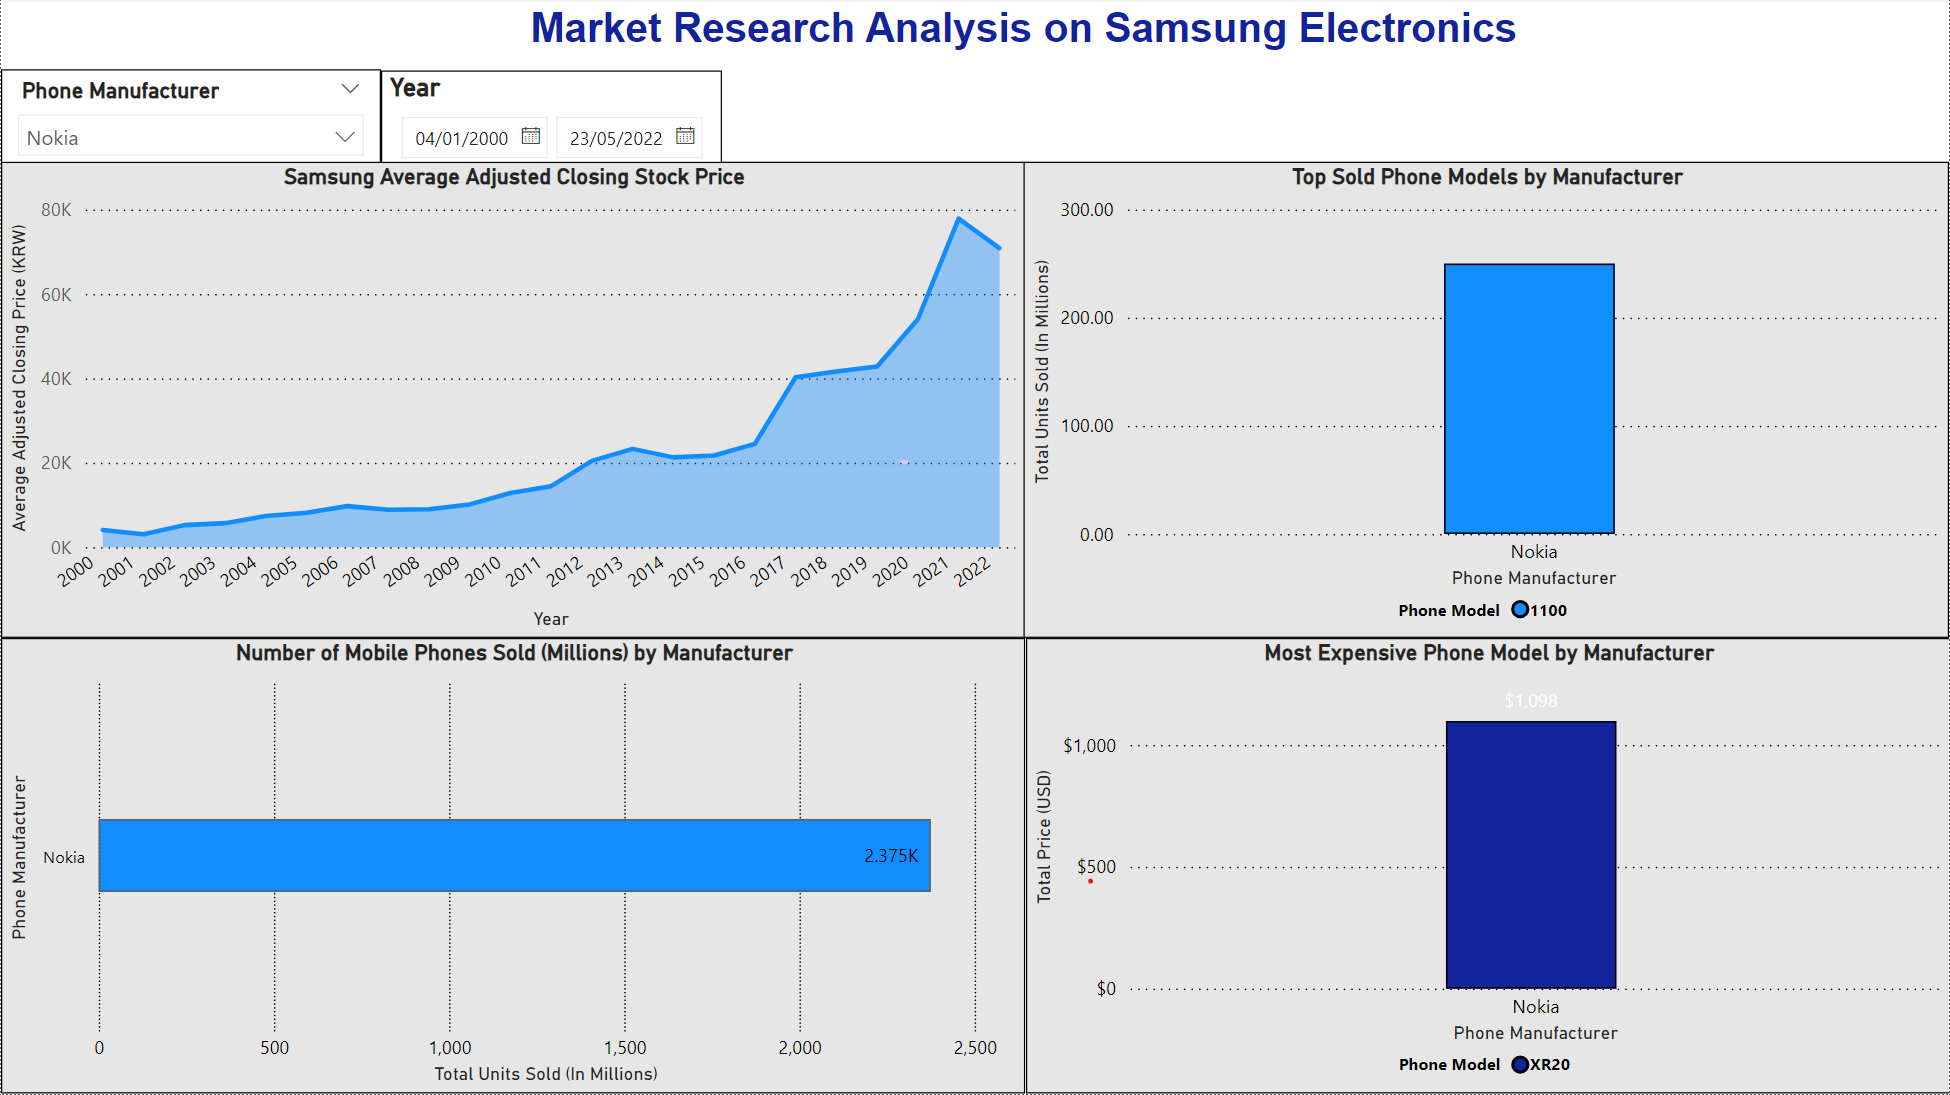 Market Research Analysis on Samsung Electronics
Phone Manufacturer
Nokia
Year
04/01/2000
23/05/2022
Samsung Average Adjusted Closing Stock Price
Average Adjusted Closing Price (KRW)
80K
60K
40K
20K
0K
2000 2001 2002 2003 2004 2005 2006 2007 2008 2009 2010 2011 2012 2013 2014 2015 2016 2017 2018 2019 2020 2021 2022
Year
Top Sold Phone Models by Manufacturer
Total Units Sold (In Millions)
300.00
200.00
100.00
0.00
Nokia
Phone Manufacturer
Phone Model 1100
Number of Mobile Phones Sold (Millions) by Manufacturer
Phone Manufacturer
Nokia
2.375K
0 500 1,000 1,500 2,000 2,500
Total Units Sold (In Millions)
Most Expensive Phone Model by Manufacturer
Total Price (USD)
$1,098
$1,000
$500
$0
Nokia
Phone Manufacturer
Phone Model XR20